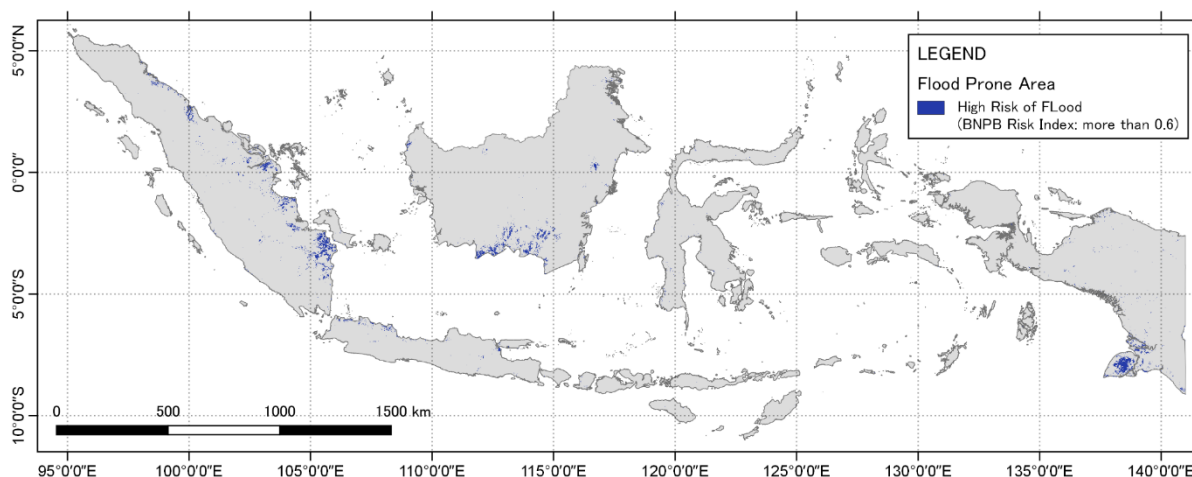 5°0'0"N
0°0'0"
5°0'0"S
10°0'0"S
LEGEND
Flood Prone Area
High Risk of FLood
(BNPB Risk Index: more than 0.6)
0 500 1000 1500 km
95°0'0"E 100°0'0"E 105°0'0"E 110°0'0"E 115°0'0"E 120°0'0"E 125°0'0"E 130°0'0"E 135°0'0"E 140°0'0"E